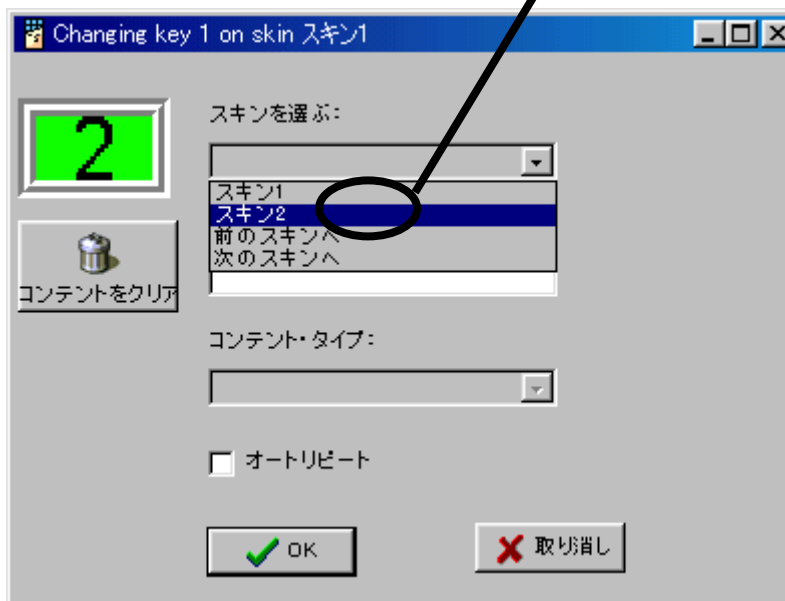 Changing key 1 on skin スキン1
スキンを選ぶ:
2
スキン1
スキン2
前のスキンへ
次のスキンへ
コンテントをクリア
コンテント・タイプ:
オートリピート
OK
取り消し